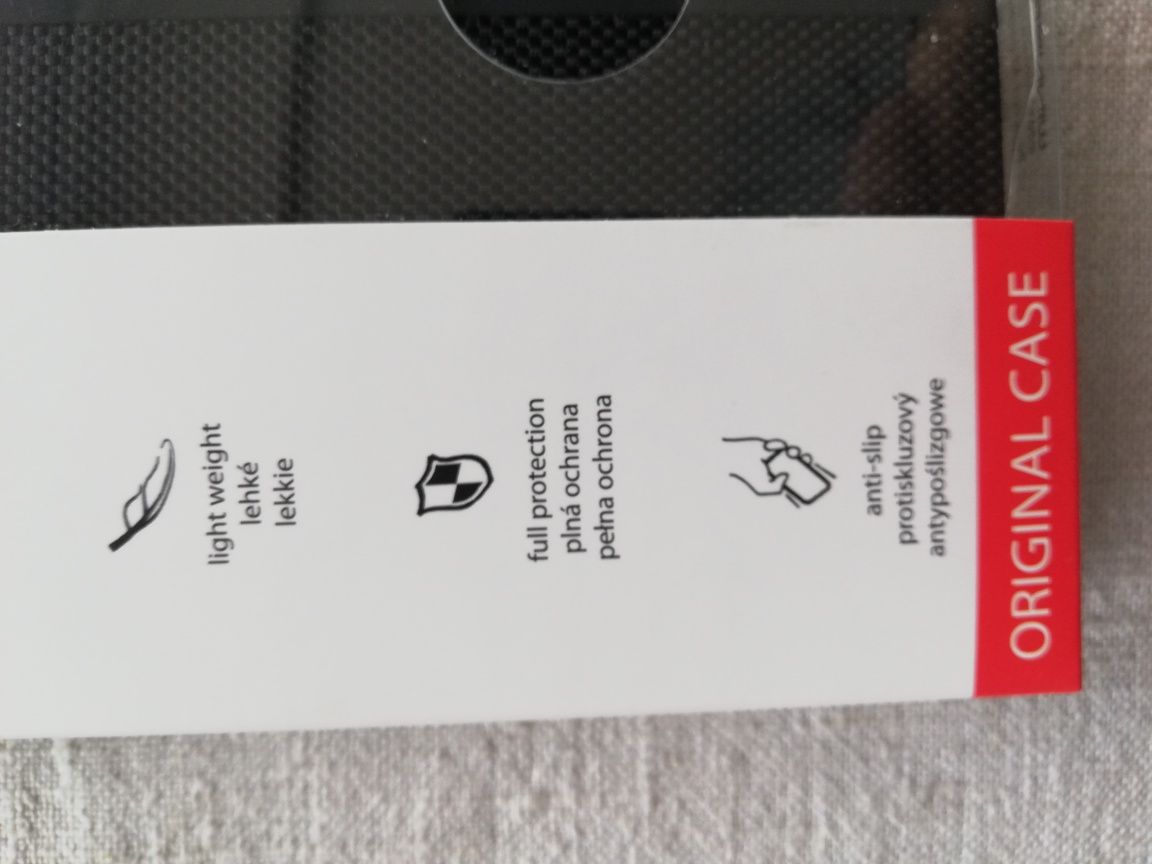 light weight
lehké
lekkie
full protection
plná ochrana
pełna ochrona
anti-slip
protiskluzový
antypoślizgowe
ORIGINAL CASE